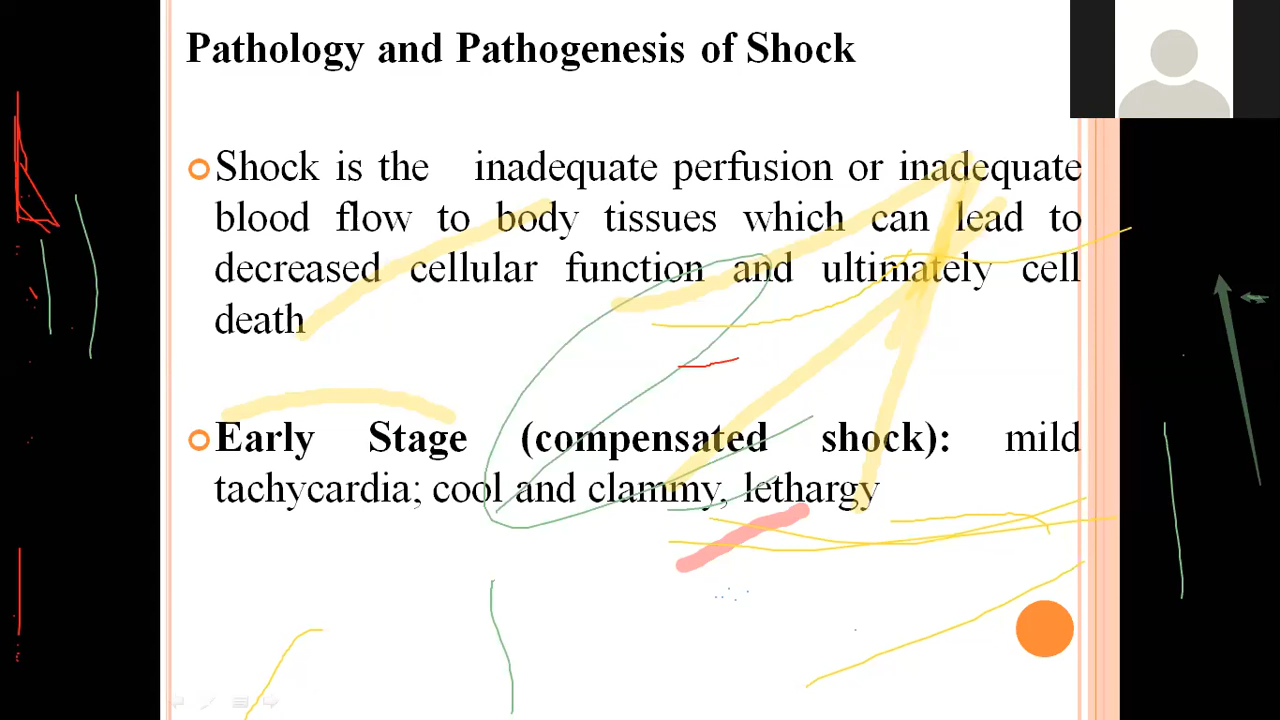 Pathology and Pathogenesis of Shock
Shock is the inadequate perfusion or inadequate
blood flow to body tissues which can lead to
decreased cellular function and ultimately cell
death
Early Stage (compensated shock): mild
tachycardia; cool and clammy, lethargy